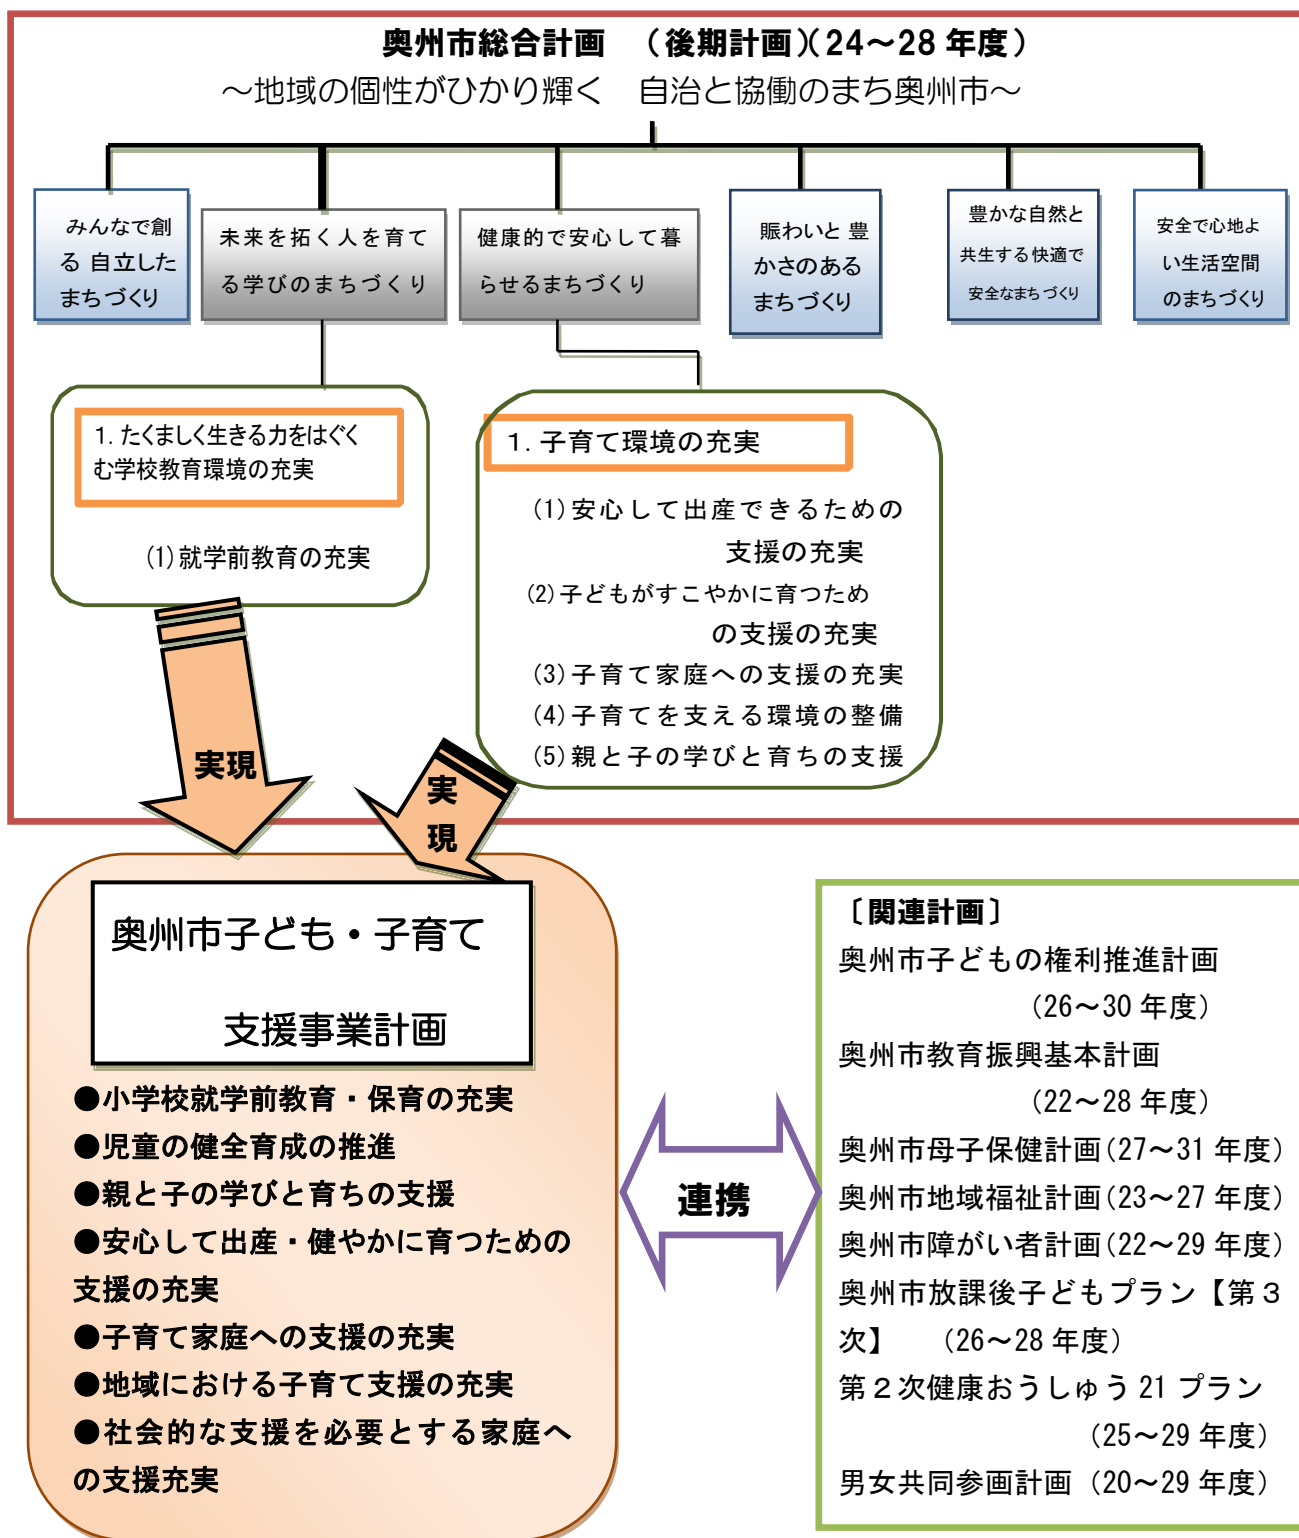 奥州市総合計画　（後期計画）（24～28 年度）
～地域の個性がひかり輝く　自治と協働のまち奥州市～
みんなで創
る 自立した
まちづくり
未来を拓く人を育て
る学びのまちづくり
健康的で安心して暮
らせるまちづくり
賑わいと 豊
かさのある
まちづくり
豊かな自然と
共生する快適で
安全なまちづくり
安全で心地よ
い生活空間
のまちづくり
１. たくましく生きる力をはぐく
む学校教育環境の充実
(1) 就学前教育の充実
１. 子育て環境の充実
(1) 安心して出産できるための
支援の充実
(2) 子どもがすこやかに育つため
の支援の充実
(3) 子育て家庭への支援の充実
(4) 子育てを支える環境の整備
(5) 親と子の学びと育ちの支援
実現
実
現
奥州市子ども・子育て
支援事業計画
●小学校就学前教育・保育の充実
●児童の健全育成の推進
●親と子の学びと育ちの支援
●安心して出産・健やかに育つための
支援の充実
●子育て家庭への支援の充実
●地域における子育て支援の充実
●社会的な支援を必要とする家庭へ
の支援充実
連携
〔関連計画〕
奥州市子どもの権利推進計画
（26～30 年度）
奥州市教育振興基本計画
（22～28 年度）
奥州市母子保健計画（27～31 年度）
奥州市地域福祉計画（23～27 年度）
奥州市障がい者計画（22～29 年度）
奥州市放課後子どもプラン【第３
次】　（26～28 年度）
第２次健康おうしゅう 21 プラン
（25～29 年度）
男女共同参画計画（20～29 年度）